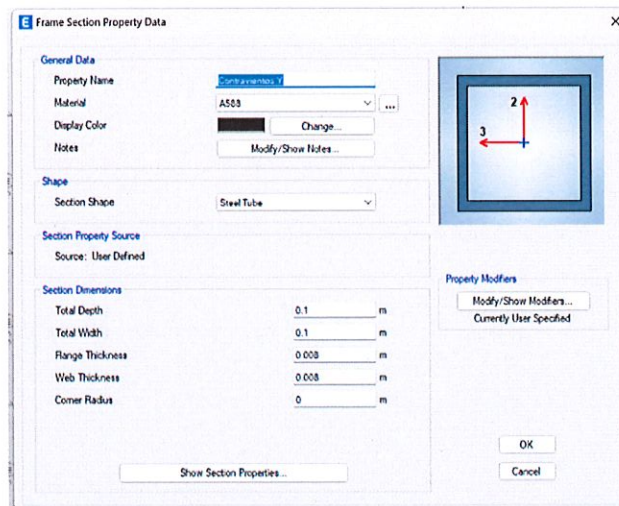 E Frame Section Property Data
General Data
Property Name Contravientos Y
Material A588 ...
Display Color Change...
Notes Modify/Show Notes...
Shape
Section Shape Steel Tube
Section Property Source
Source: User Defined
Section Dimensions
Total Depth 0.1 m
Total Width 0.1 m
Flange Thickness 0.008 m
Web Thickness 0.008 m
Corner Radius 0 m
Show Section Properties...
2
3
Property Modifiers
Modify/Show Modifiers...
Currently User Specified
OK
Cancel